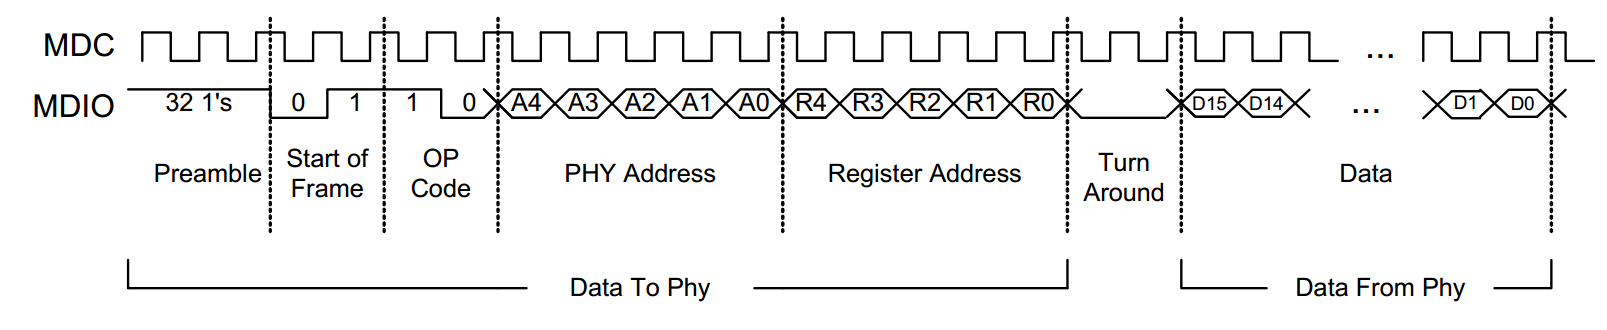 MDC ...
MDIO 32 1's 0 1 1 0 A4 A3 A2 A1 A0 R4 R3 R2 R1 R0 D15 D14 ... D1 D0
Preamble Start of Frame OP Code PHY Address Register Address Turn Around Data
Data To Phy Data From Phy